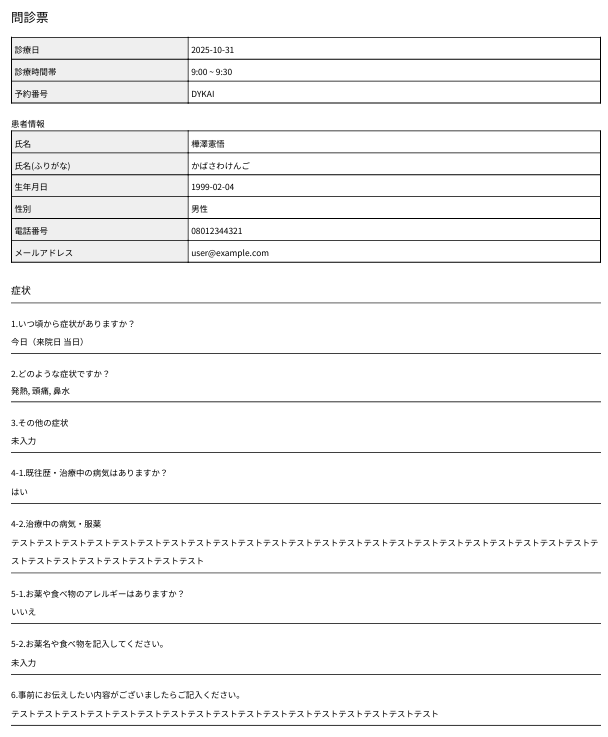 問診票
診療日 2025-10-31
診療時間帯 9:00 ~ 9:30
予約番号 DYKAI
患者情報
氏名 樺澤憲悟
氏名(ふりがな) かばさわけんご
生年月日 1999-02-04
性別 男性
電話番号 08012344321
メールアドレス user@example.com
症状
1.いつ頃から症状がありますか？
今日（来院日 当日）
2.どのような症状ですか？
発熱, 頭痛, 鼻水
3.その他の症状
未入力
4-1.既往歴・治療中の病気はありますか？
はい
4-2.治療中の病気・服薬
テストテストテストテストテストテストテストテストテストテストテストテストテストテストテストテストテストテストテストテストテストテストテストテ
ストテストテストテストテストテストテストテスト
5-1.お薬や食べ物のアレルギーはありますか？
いいえ
5-2.お薬名や食べ物を記入してください。
未入力
6.事前にお伝えしたい内容がございましたらご記入ください。
テストテストテストテストテストテストテストテストテストテストテストテストテストテストテストテストテスト